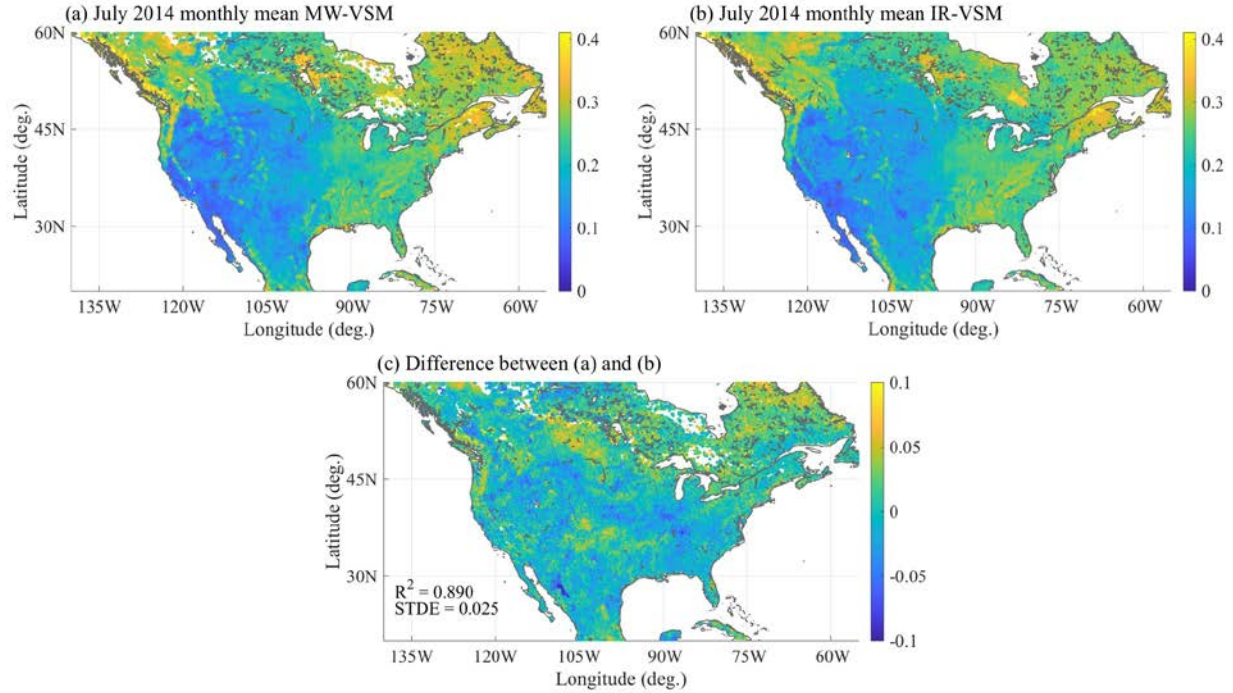 (a) July 2014 monthly mean MW-VSM
60N
45N
30N
Latitude (deg.)
135W 120W 105W 90W 75W 60W
Longitude (deg.)
0.4
0.3
0.2
0.1
0
(b) July 2014 monthly mean IR-VSM
60N
45N
30N
Latitude (deg.)
135W 120W 105W 90W 75W 60W
Longitude (deg.)
0.4
0.3
0.2
0.1
0
(c) Difference between (a) and (b)
60N
45N
30N
Latitude (deg.)
R² = 0.890
STDE = 0.025
135W 120W 105W 90W 75W 60W
Longitude (deg.)
0.1
0.05
0
-0.05
-0.1